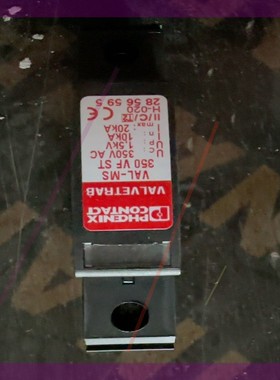 PHOENIX
CONTACT
VALVETRAB
VAL-MS
350 VF ST
Uc : 350V AC
Up : 1,5kV
In : 10kA
Imax : 20kA
II/C/T2
H-020
28 56 59 5
CE